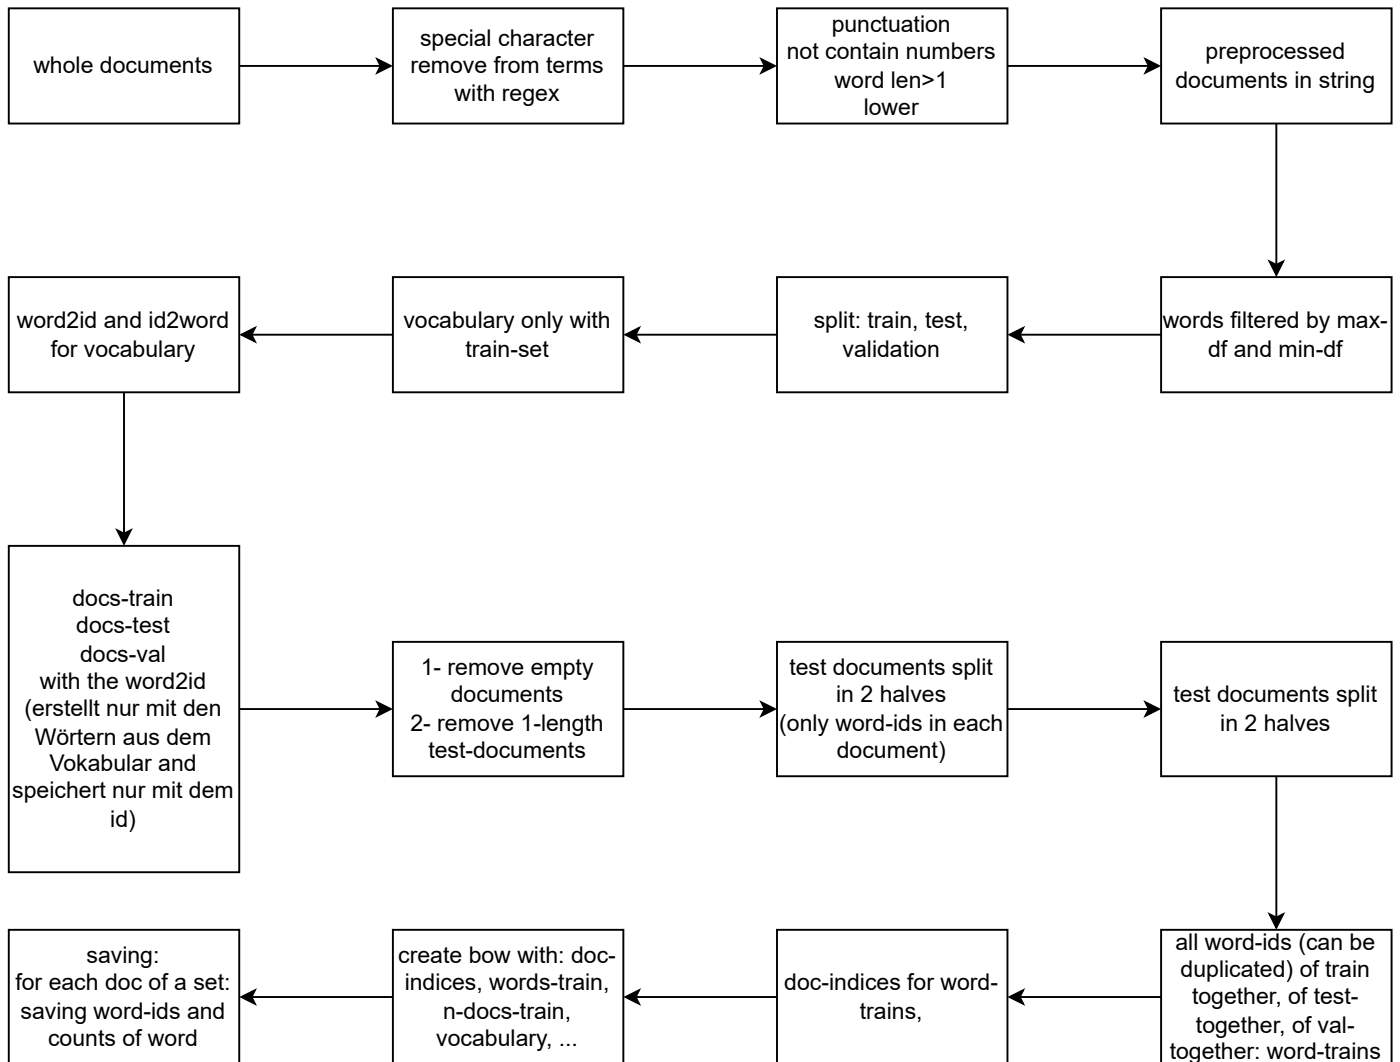 whole documents
special character
remove from terms
with regex
punctuation
not contain numbers
word len>1
lower
preprocessed
documents in string
words filtered by max-
df and min-df
split: train, test,
validation
vocabulary only with
train-set
word2id and id2word
for vocabulary
docs-train
docs-test
docs-val
with the word2id
(erstellt nur mit den
Wörtern aus dem
Vokabular and
speichert nur mit dem
id)
1- remove empty
documents
2- remove 1-length
test-documents
test documents split
in 2 halves
(only word-ids in each
document)
test documents split
in 2 halves
all word-ids (can be
duplicated) of train
together, of test-
together, of val-
together: word-trains
doc-indices for word-
trains,
create bow with: doc-
indices, words-train,
n-docs-train,
vocabulary, ...
saving:
for each doc of a set:
saving word-ids and
counts of word